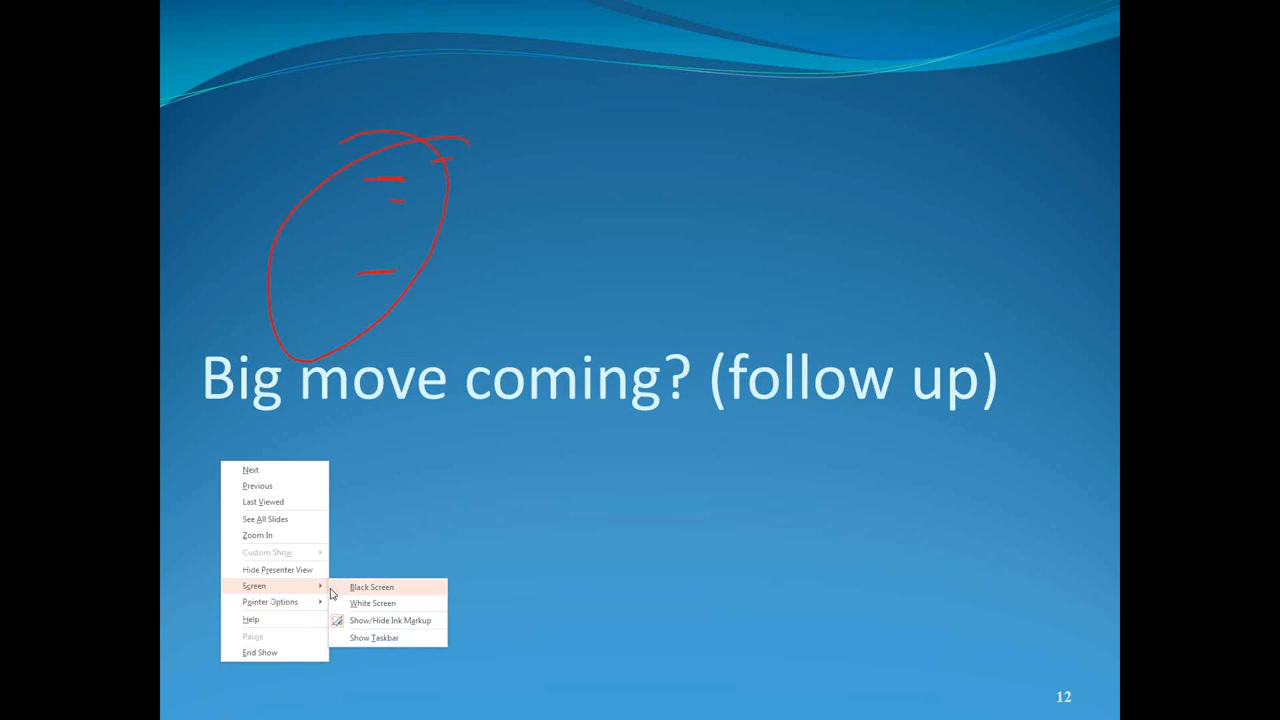 Big move coming? (follow up)
Next
Previous
Last Viewed
See All Slides
Zoom In
Custom Show
Hide Presenter View
Screen
Pointer Options
Help
Pause
End Show
Black Screen
White Screen
Show/Hide Ink Markup
Show Taskbar
12